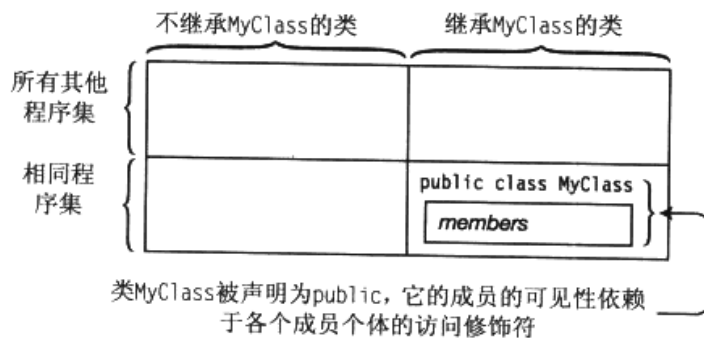 不继承MyClass的类
继承MyClass的类
所有其他
程序集
相同程
序集
public class MyClass
members
类MyClass被声明为public，它的成员的可见性依赖
于各个成员个体的访问修饰符